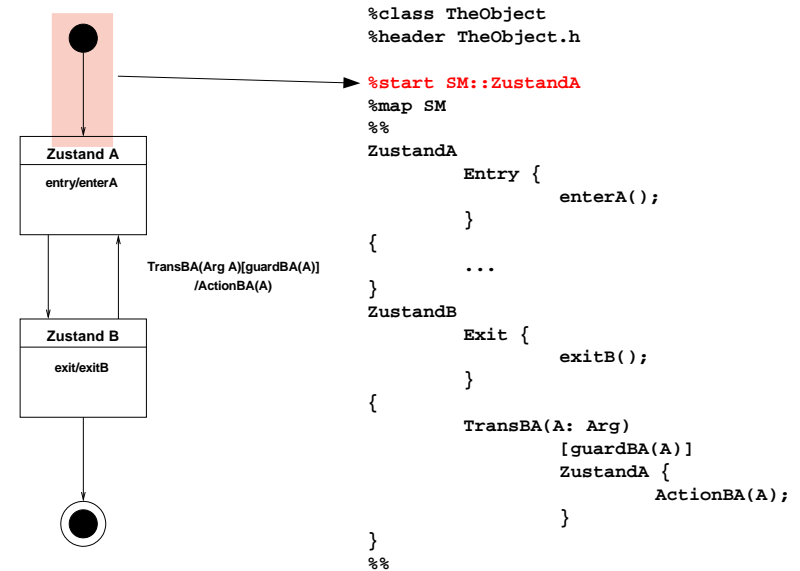 Zustand A
entry/enterA
TransBA(Arg A)[guardBA(A)]
/ActionBA(A)
Zustand B
exit/exitB
%class TheObject
%header TheObject.h
%start SM::ZustandA
%map SM
%%
ZustandA
Entry {
enterA();
}
{
...
}
ZustandB
Exit {
exitB();
}
{
TransBA(A: Arg)
[guardBA(A)]
ZustandA {
ActionBA(A);
}
}
%%